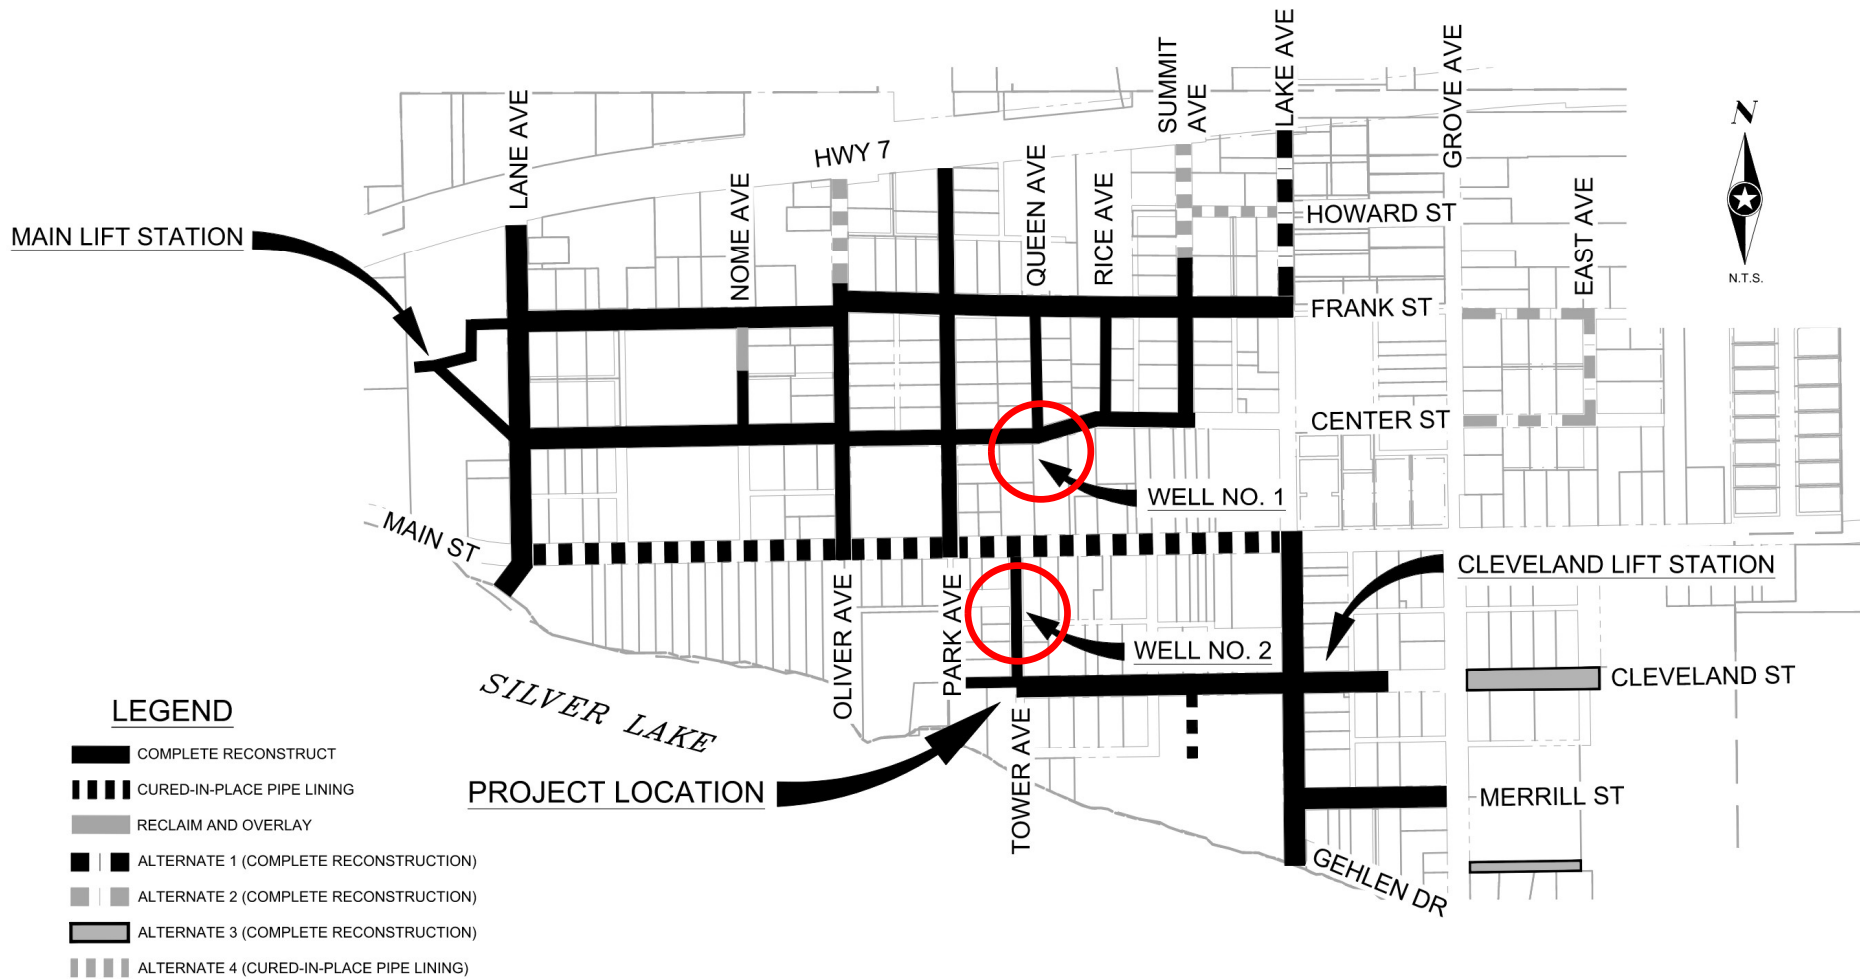 SUMMIT
AVE
LAKE AVE
GROVE AVE
LANE AVE
HWY 7
NOME AVE
QUEEN AVE
RICE AVE
N
N.T.S.
HOWARD ST
EAST AVE
MAIN LIFT STATION
FRANK ST
CENTER ST
WELL NO. 1
MAIN ST
CLEVELAND LIFT STATION
OLIVER AVE
PARK AVE
WELL NO. 2
CLEVELAND ST
SILVER LAKE
PROJECT LOCATION
TOWER AVE
MERRILL ST
GEHLEN DR
LEGEND
COMPLETE RECONSTRUCT
CURED-IN-PLACE PIPE LINING
RECLAIM AND OVERLAY
ALTERNATE 1 (COMPLETE RECONSTRUCTION)
ALTERNATE 2 (COMPLETE RECONSTRUCTION)
ALTERNATE 3 (COMPLETE RECONSTRUCTION)
ALTERNATE 4 (CURED-IN-PLACE PIPE LINING)